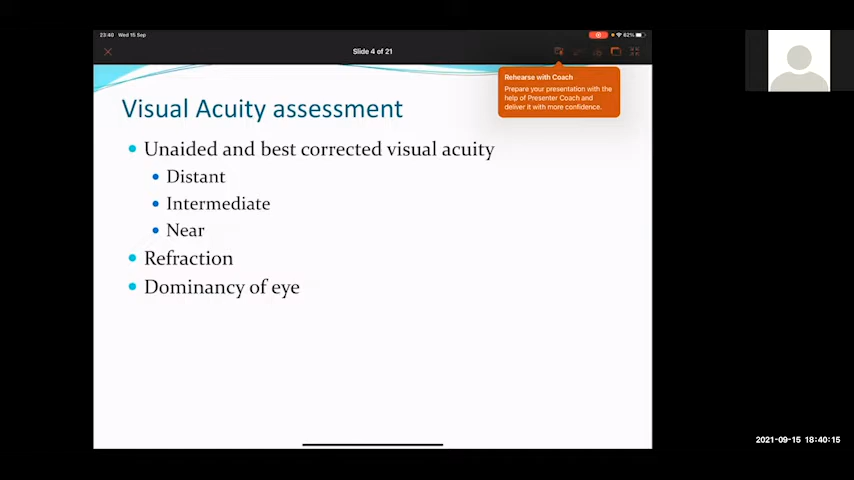 23:40 Wed 15 Sep
62%
Slide 4 of 21
Rehearse with Coach
Prepare your presentation with the
help of Presenter Coach and
deliver it with more confidence.
Visual Acuity assessment
Unaided and best corrected visual acuity
Distant
Intermediate
Near
Refraction
Dominancy of eye
2021-09-15 18:40:15